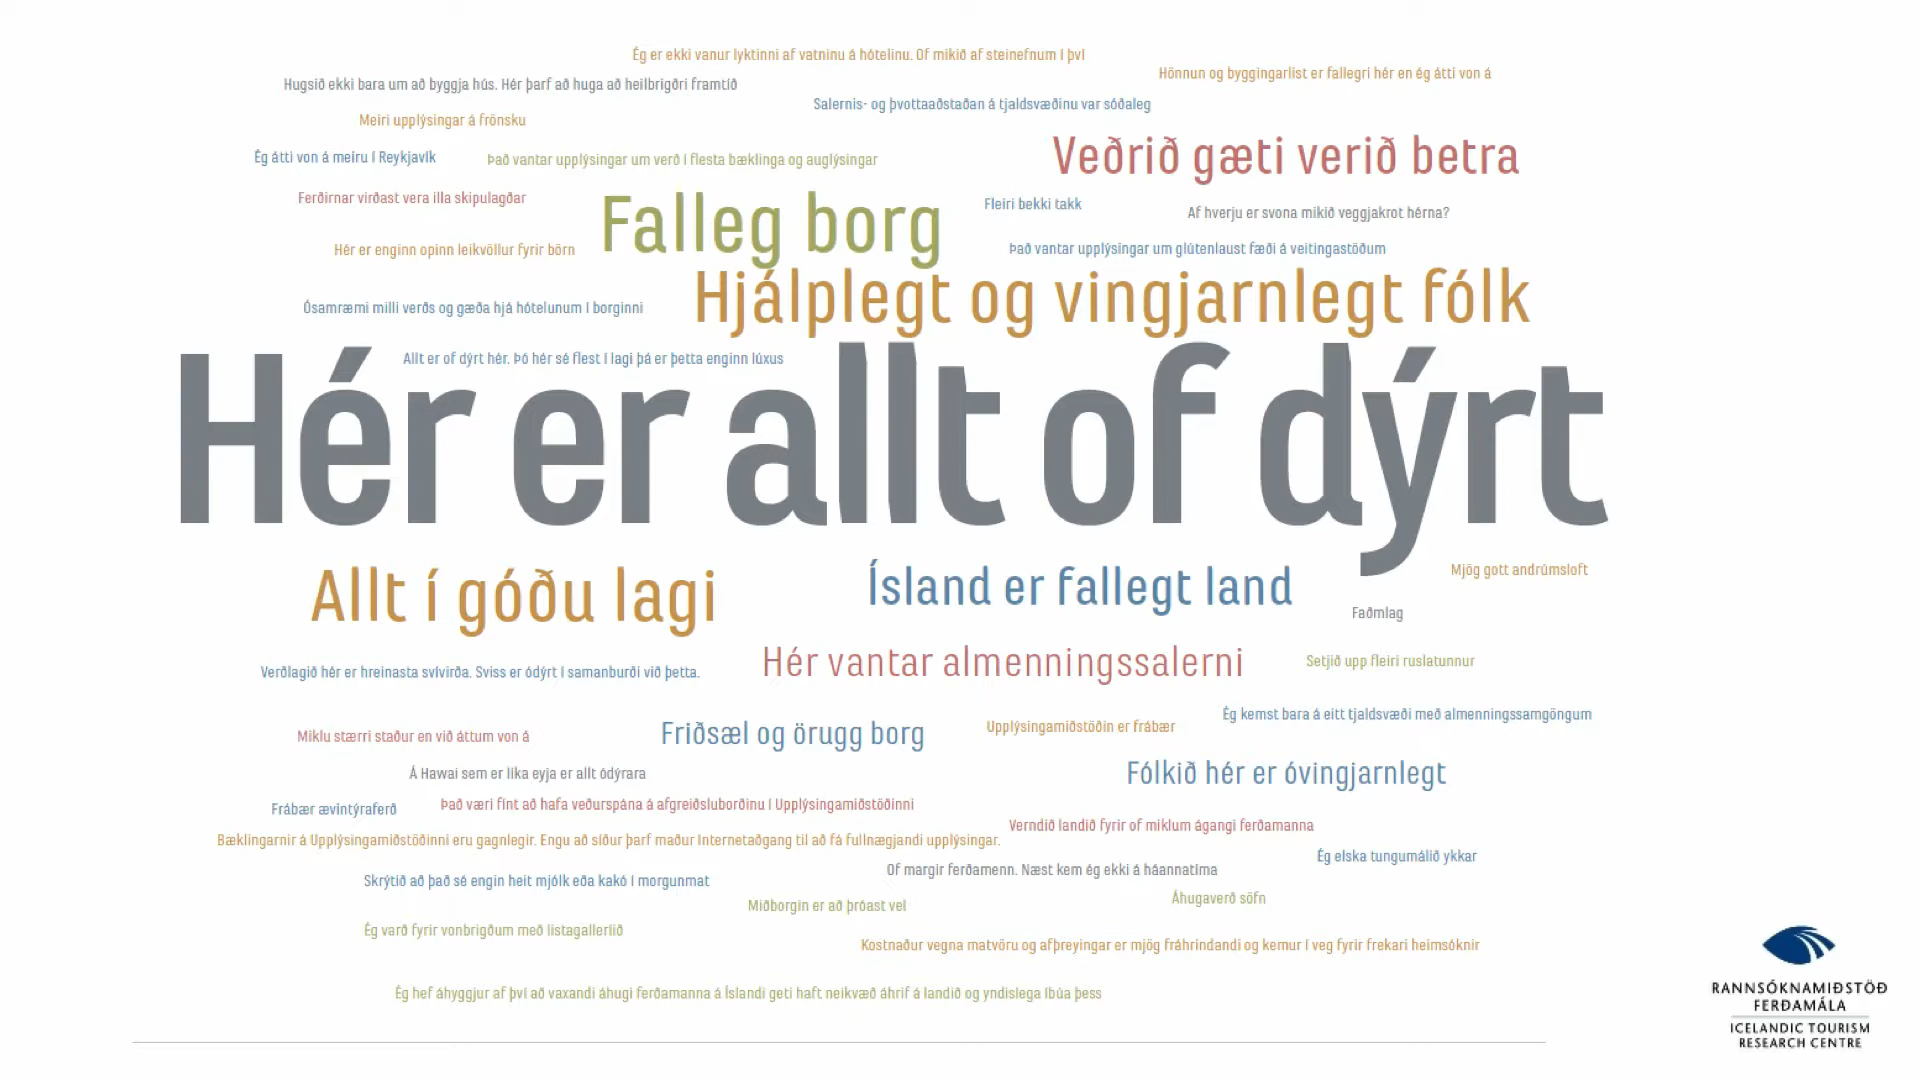 Ég er ekki vanur lyktinni af vatninu á hótelinu. Of mikið af steinefnum í því
Hönnun og byggingarlist er fallegri hér en ég átti von á
Hugsið ekki bara um að byggja hús. Hér þarf að huga að heilbrigðri framtíð
Salernis- og þvottaaðstaðan á tjaldsvæðinu var sóðaleg
Meiri upplýsingar á frönsku
Veðrið gæti verið betra
Ég átti von á meiru í Reykjavík
Það vantar upplýsingar um verð í flesta bæklinga og auglýsingar
Ferðirnar virðast vera illa skipulagðar
Falleg borg
Fleiri bekki takk
Af hverju er svona mikið veggjakrot hérna?
Hér er enginn opinn leikvöllur fyrir börn
Það vantar upplýsingar um glútenlaust fæði á veitingastöðum
Hjálplegt og vingjarnlegt fólk
Ósamræmi milli verðs og gæða hjá hótelunum í borginni
Allt er of dýrt hér. Þó hér sé flest í lagi þá er þetta enginn lúxus
Hér er allt of dýrt
Allt í góðu lagi
Ísland er fallegt land
Mjög gott andrúmsloft
Faðmlag
Verðlagið hér er hreinasta svívirða. Sviss er ódýrt í samanburði við þetta.
Hér vantar almenningssalerni
Setjið upp fleiri ruslatunnur
Ég kemst bara á eitt tjaldsvæði með almenningssamgöngum
Miklu stærri staður en við áttum von á
Friðsæl og örugg borg
Upplýsingamiðstöðin er frábær
Á Hawaí sem er líka eyja er allt ódýrara
Fólkið hér er óvingjarnlegt
Frábær ævintýraferð
Það væri fínt að hafa veðurspána á afgreiðsluborðinu í Upplýsingamiðstöðinni
Verndið landið fyrir of miklum ágangi ferðamanna
Bæklingarnir á Upplýsingamiðstöðinni eru gagnlegir. Engu að síður þarf maður Internetaðgang til að fá fullnægjandi upplýsingar.
Ég elska tungumálið ykkar
Of margir ferðamenn. Næst kem ég ekki á háannatíma
Skrýtið að það sé engin heit mjólk eða kakó í morgunmat
Áhugaverð söfn
Miðborgin er að þróast vel
Ég varð fyrir vonbrigðum með listagalleríið
Kostnaður vegna matvöru og afþreyingar er mjög fráhrindandi og kemur í veg fyrir frekari heimsóknir
Ég hef áhyggjur af því að vaxandi áhugi ferðamanna á Íslandi geti haft neikvæð áhrif á landið og yndislega íbúa þess
RANNSÓKNAMIÐSTÖÐ
FERÐAMÁLA
ICELANDIC TOURISM
RESEARCH CENTRE